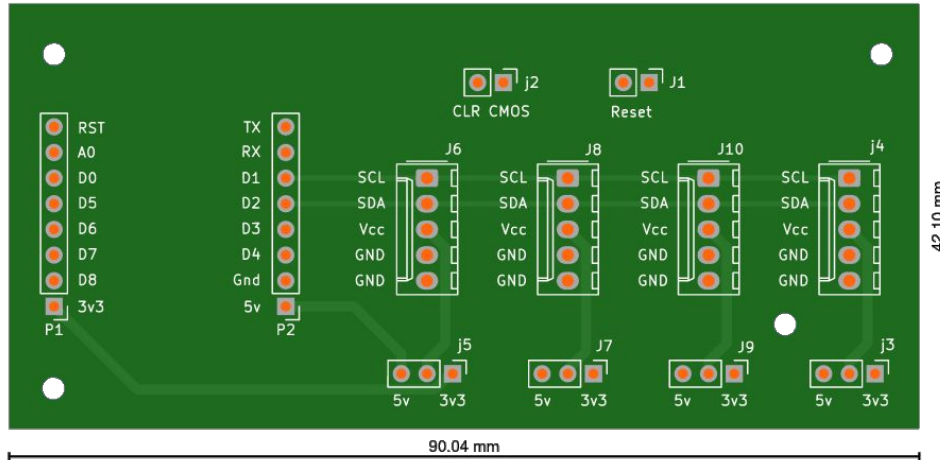 j2 J1
CLR CMOS Reset
RST TX J6 J8 J10 j4
A0 RX
D0 D1 SCL SCL SCL SCL
D5 D2 SDA SDA SDA SDA
D6 D3 Vcc Vcc Vcc Vcc
D7 D4 GND GND GND GND
D8 Gnd GND GND GND GND
3v3 5v
P1 P2
j5 J7 J9 j3
5v 3v3 5v 3v3 5v 3v3 5v 3v3
42.10 mm
90.04 mm